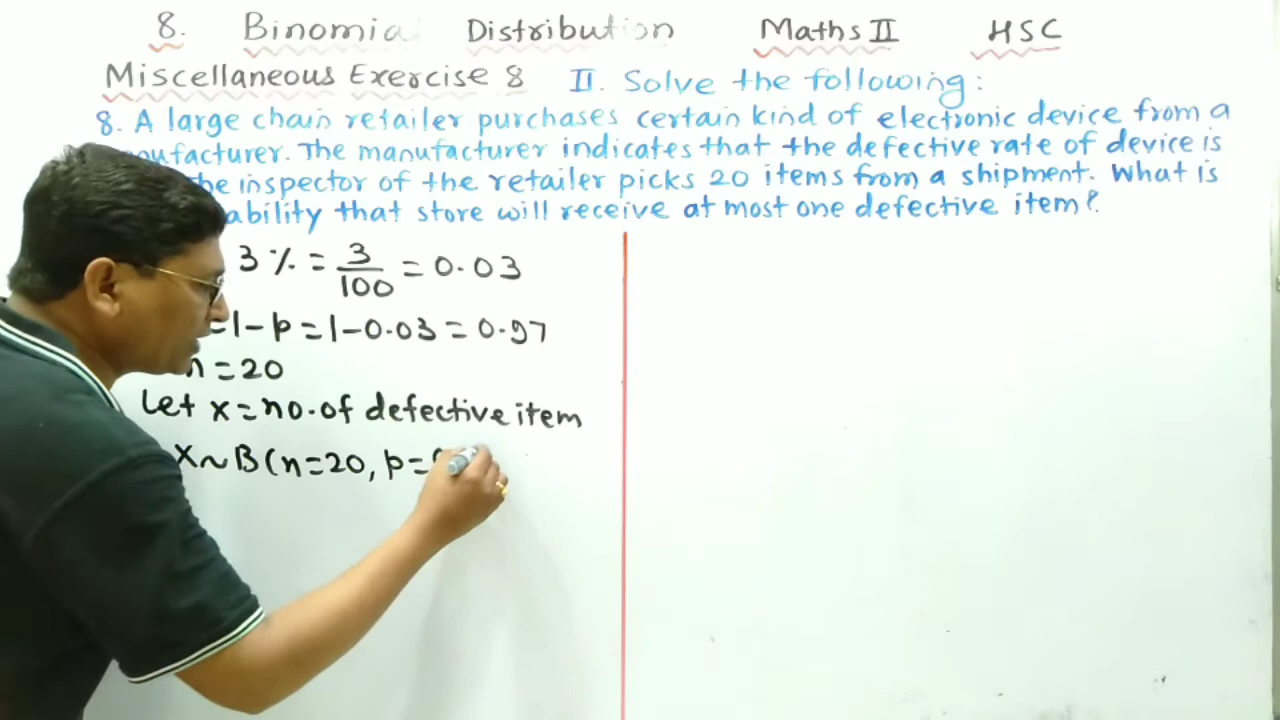 8. Binomia Distribution Maths II HSC
Miscellaneous Exercise 8 II. Solve the following:
8. A large chain retailer purchases certain kind of electronic device from a
nufacturer. The manufacturer indicates that the defective rate of device is
he inspector of the retailer picks 20 items from a shipment. What is
ability that store will receive at most one defective item?
3 % = 3/100 = 0.03
= 1 - p = 1 - 0.03 = 0.97
n = 20
Let x = no. of defective item
X ~ B(n = 20, p =